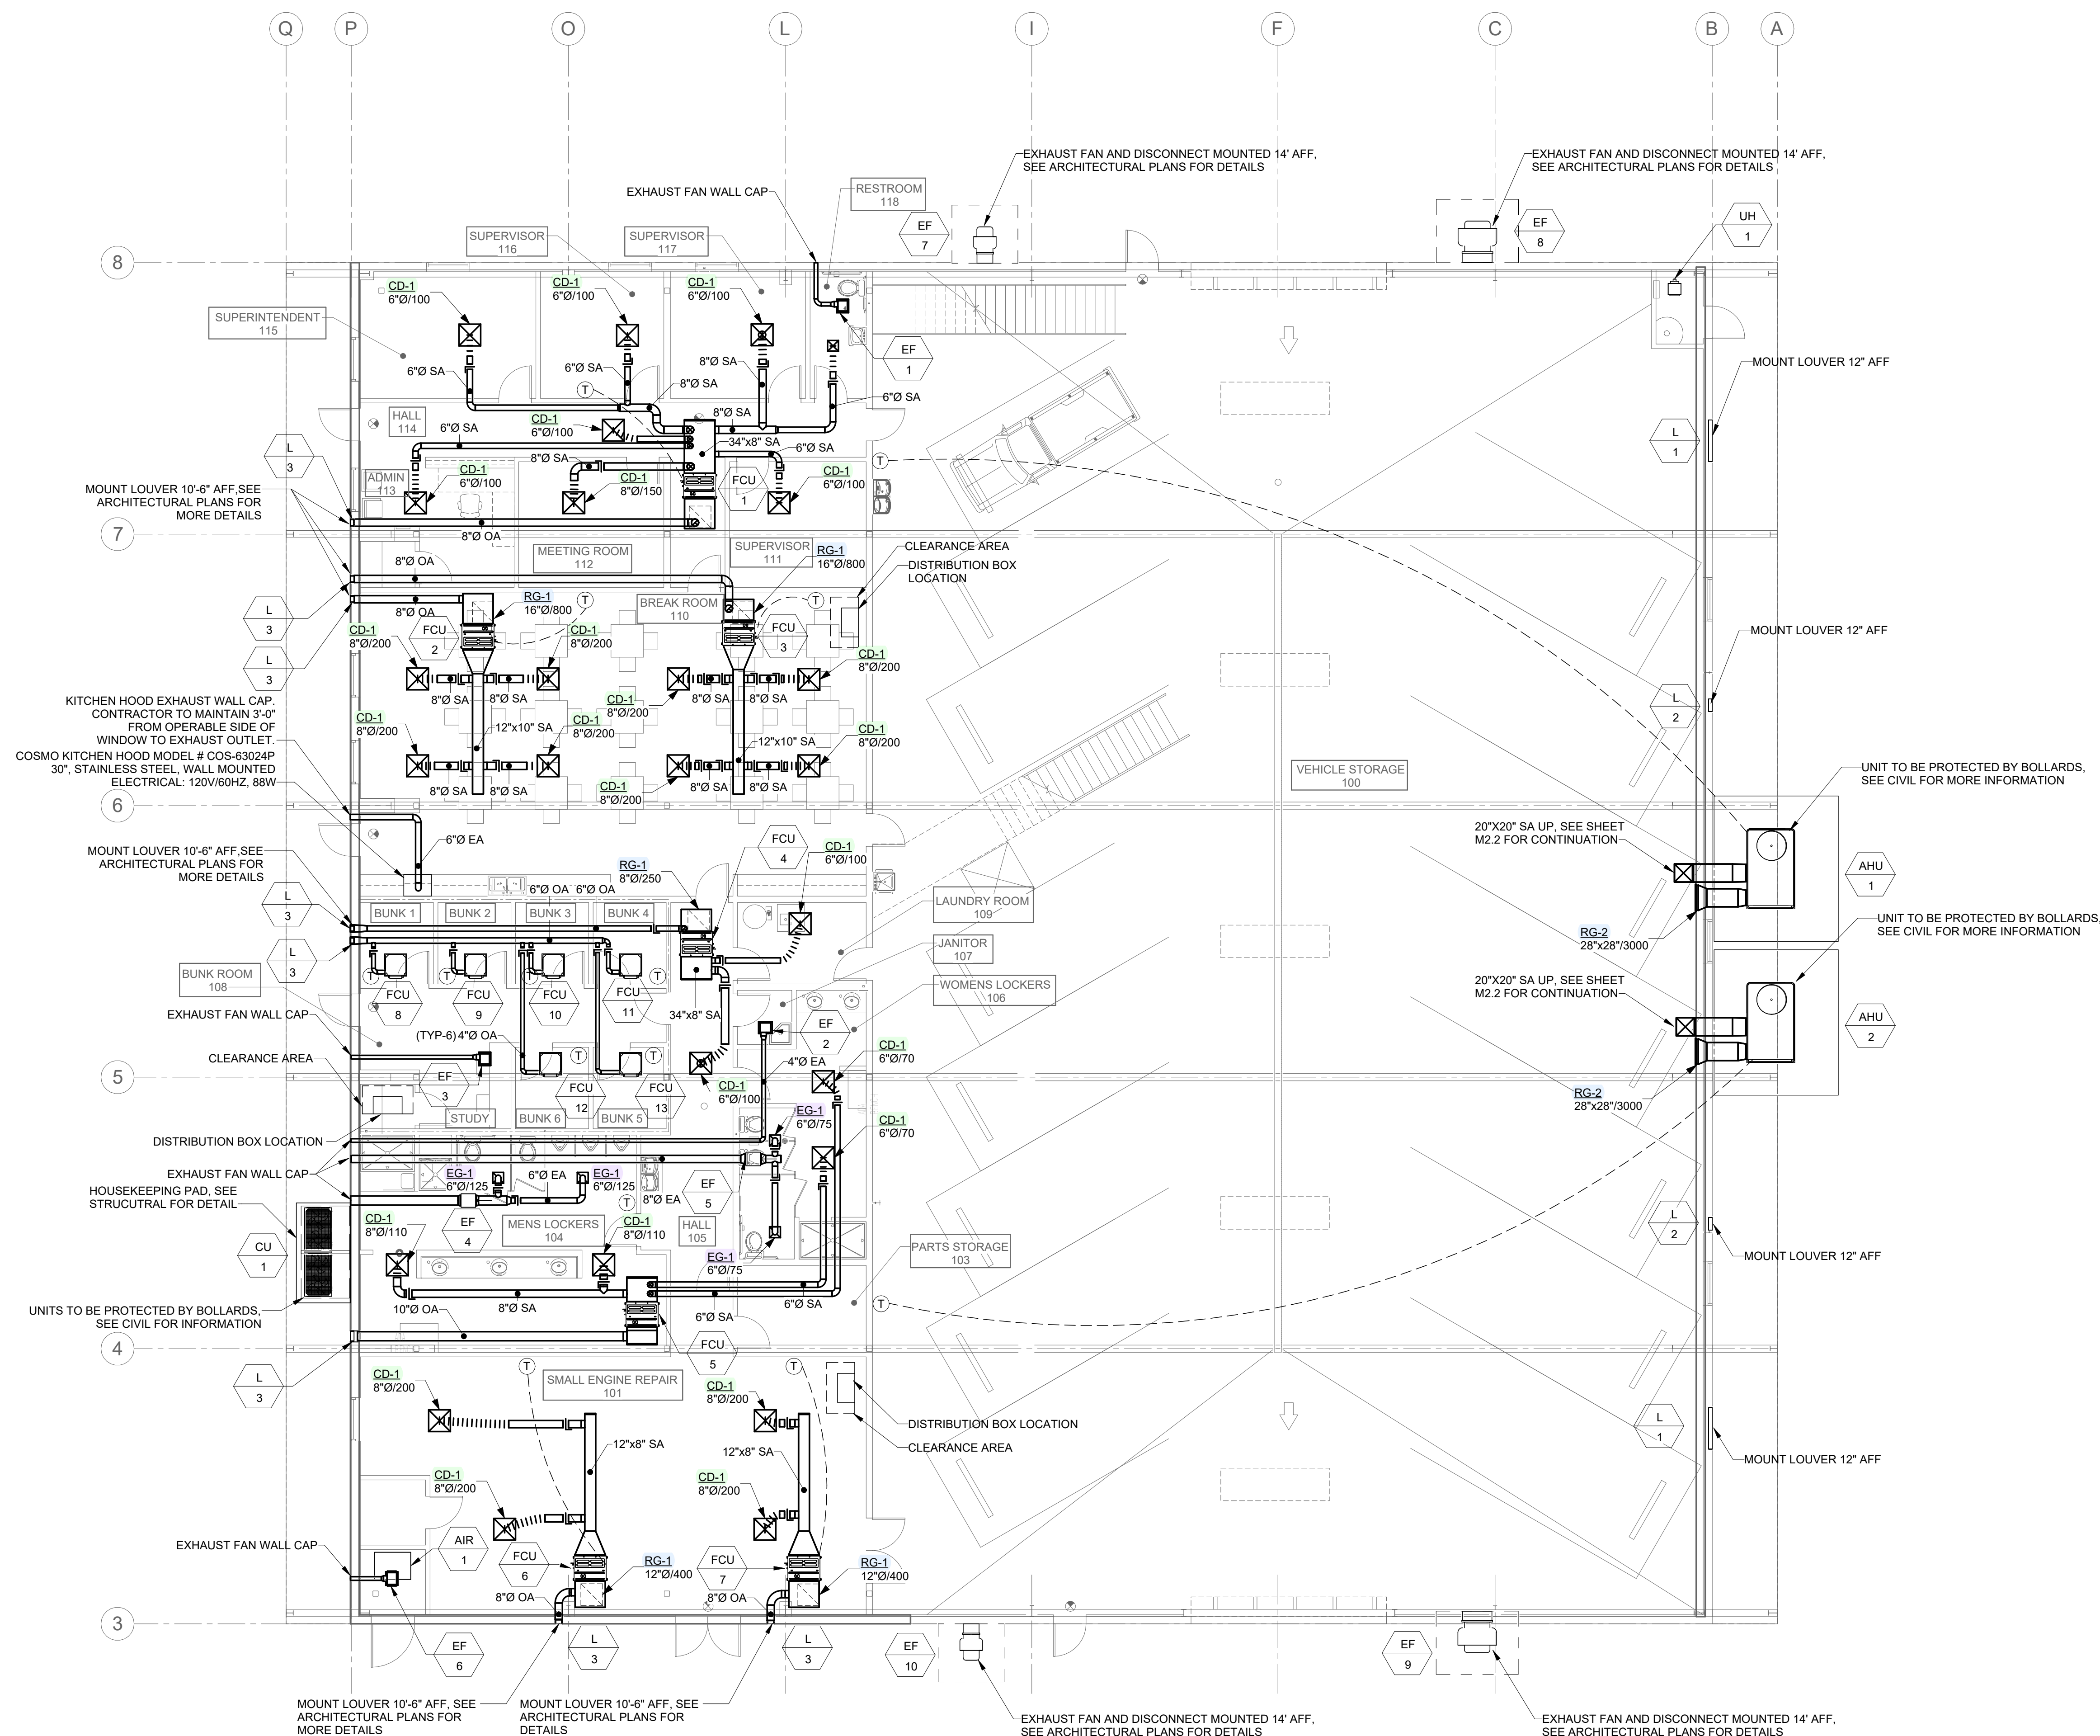 Q
P
O
L
I
F
C
B
A
EXHAUST FAN AND DISCONNECT MOUNTED 14' AFF,
SEE ARCHITECTURAL PLANS FOR DETAILS
EXHAUST FAN AND DISCONNECT MOUNTED 14' AFF,
SEE ARCHITECTURAL PLANS FOR DETAILS
EXHAUST FAN WALL CAP
RESTROOM
118
EF
7
EF
8
UH
1
SUPERVISOR
116
SUPERVISOR
117
8
CD-1
6"Ø/100
CD-1
6"Ø/100
CD-1
6"Ø/100
SUPERINTENDENT
115
EF
1
6"Ø SA
6"Ø SA
8"Ø SA
8"Ø SA
6"Ø SA
MOUNT LOUVER 12" AFF
T
HALL
114
CD-1
6"Ø/100
8"Ø SA
6"Ø SA
34"x8" SA
6"Ø SA
L
3
L
1
8"Ø SA
T
ADMIN
113
CD-1
6"Ø/100
CD-1
8"Ø/150
FCU
1
CD-1
6"Ø/100
MOUNT LOUVER 10'-6" AFF,SEE
ARCHITECTURAL PLANS FOR
MORE DETAILS
7
8"Ø OA
MEETING ROOM
112
SUPERVISOR
111
RG-1
16"Ø/800
CLEARANCE AREA
DISTRIBUTION BOX
LOCATION
8"Ø OA
8"Ø OA
RG-1
16"Ø/800
T
BREAK ROOM
110
T
L
3
L
3
CD-1
8"Ø/200
FCU
2
CD-1
8"Ø/200
FCU
3
CD-1
8"Ø/200
MOUNT LOUVER 12" AFF
8"Ø SA
8"Ø SA
8"Ø SA
8"Ø SA
CD-1
8"Ø/200
L
2
KITCHEN HOOD EXHAUST WALL CAP.
CONTRACTOR TO MAINTAIN 3'-0"
FROM OPERABLE SIDE OF
WINDOW TO EXHAUST OUTLET.
COSMO KITCHEN HOOD MODEL # COS-63024P
30", STAINLESS STEEL, WALL MOUNTED
ELECTRICAL: 120V/60HZ, 88W
CD-1
8"Ø/200
12"x10" SA
CD-1
8"Ø/200
12"x10" SA
CD-1
8"Ø/200
8"Ø SA
8"Ø SA
CD-1
8"Ø/200
8"Ø SA
8"Ø SA
VEHICLE STORAGE
100
UNIT TO BE PROTECTED BY BOLLARDS,
SEE CIVIL FOR MORE INFORMATION
6
6"Ø EA
FCU
4
CD-1
6"Ø/100
20"X20" SA UP, SEE SHEET
M2.2 FOR CONTINUATION
MOUNT LOUVER 10'-6" AFF,SEE
ARCHITECTURAL PLANS FOR
MORE DETAILS
RG-1
8"Ø/250
AHU
1
6"Ø OA
6"Ø OA
L
3
BUNK 1
BUNK 2
BUNK 3
BUNK 4
LAUNDRY ROOM
109
RG-2
28"x28"/3000
UNIT TO BE PROTECTED BY BOLLARDS,
SEE CIVIL FOR MORE INFORMATION
L
3
JANITOR
107
BUNK ROOM
108
T
T
T
T
WOMENS LOCKERS
106
20"X20" SA UP, SEE SHEET
M2.2 FOR CONTINUATION
FCU
8
FCU
9
FCU
10
FCU
11
34"x8" SA
EXHAUST FAN WALL CAP
(TYP-6) 4"Ø OA
EF
2
AHU
2
CLEARANCE AREA
T
T
4"Ø EA
CD-1
6"Ø/70
5
EF
3
FCU
12
FCU
13
CD-1
6"Ø/100
RG-2
28"x28"/3000
STUDY
BUNK 6
BUNK 5
EG-1
6"Ø/75
CD-1
6"Ø/70
DISTRIBUTION BOX LOCATION
EXHAUST FAN WALL CAP
EG-1
6"Ø/125
6"Ø EA
EG-1
6"Ø/125
8"Ø EA
EF
5
HOUSEKEEPING PAD, SEE
STRUCUTRAL FOR DETAIL
T
CD-1
8"Ø/110
EF
4
MENS LOCKERS
104
CD-1
8"Ø/110
HALL
105
L
2
CU
1
EG-1
6"Ø/75
PARTS STORAGE
103
MOUNT LOUVER 12" AFF
UNITS TO BE PROTECTED BY BOLLARDS,
SEE CIVIL FOR INFORMATION
10"Ø OA
8"Ø SA
6"Ø SA
6"Ø SA
T
4
FCU
5
L
3
CD-1
8"Ø/200
T
SMALL ENGINE REPAIR
101
CD-1
8"Ø/200
T
DISTRIBUTION BOX LOCATION
CLEARANCE AREA
L
1
12"x8" SA
12"x8" SA
MOUNT LOUVER 12" AFF
CD-1
8"Ø/200
CD-1
8"Ø/200
EXHAUST FAN WALL CAP
AIR
1
FCU
6
RG-1
12"Ø/400
FCU
7
RG-1
12"Ø/400
8"Ø OA
8"Ø OA
3
EF
6
L
3
L
3
EF
10
EF
9
MOUNT LOUVER 10'-6" AFF, SEE
ARCHITECTURAL PLANS FOR
MORE DETAILS
MOUNT LOUVER 10'-6" AFF, SEE
ARCHITECTURAL PLANS FOR
DETAILS
EXHAUST FAN AND DISCONNECT MOUNTED 14' AFF,
SEE ARCHITECTURAL PLANS FOR DETAILS
EXHAUST FAN AND DISCONNECT MOUNTED 14' AFF,
SEE ARCHITECTURAL PLANS FOR DETAILS